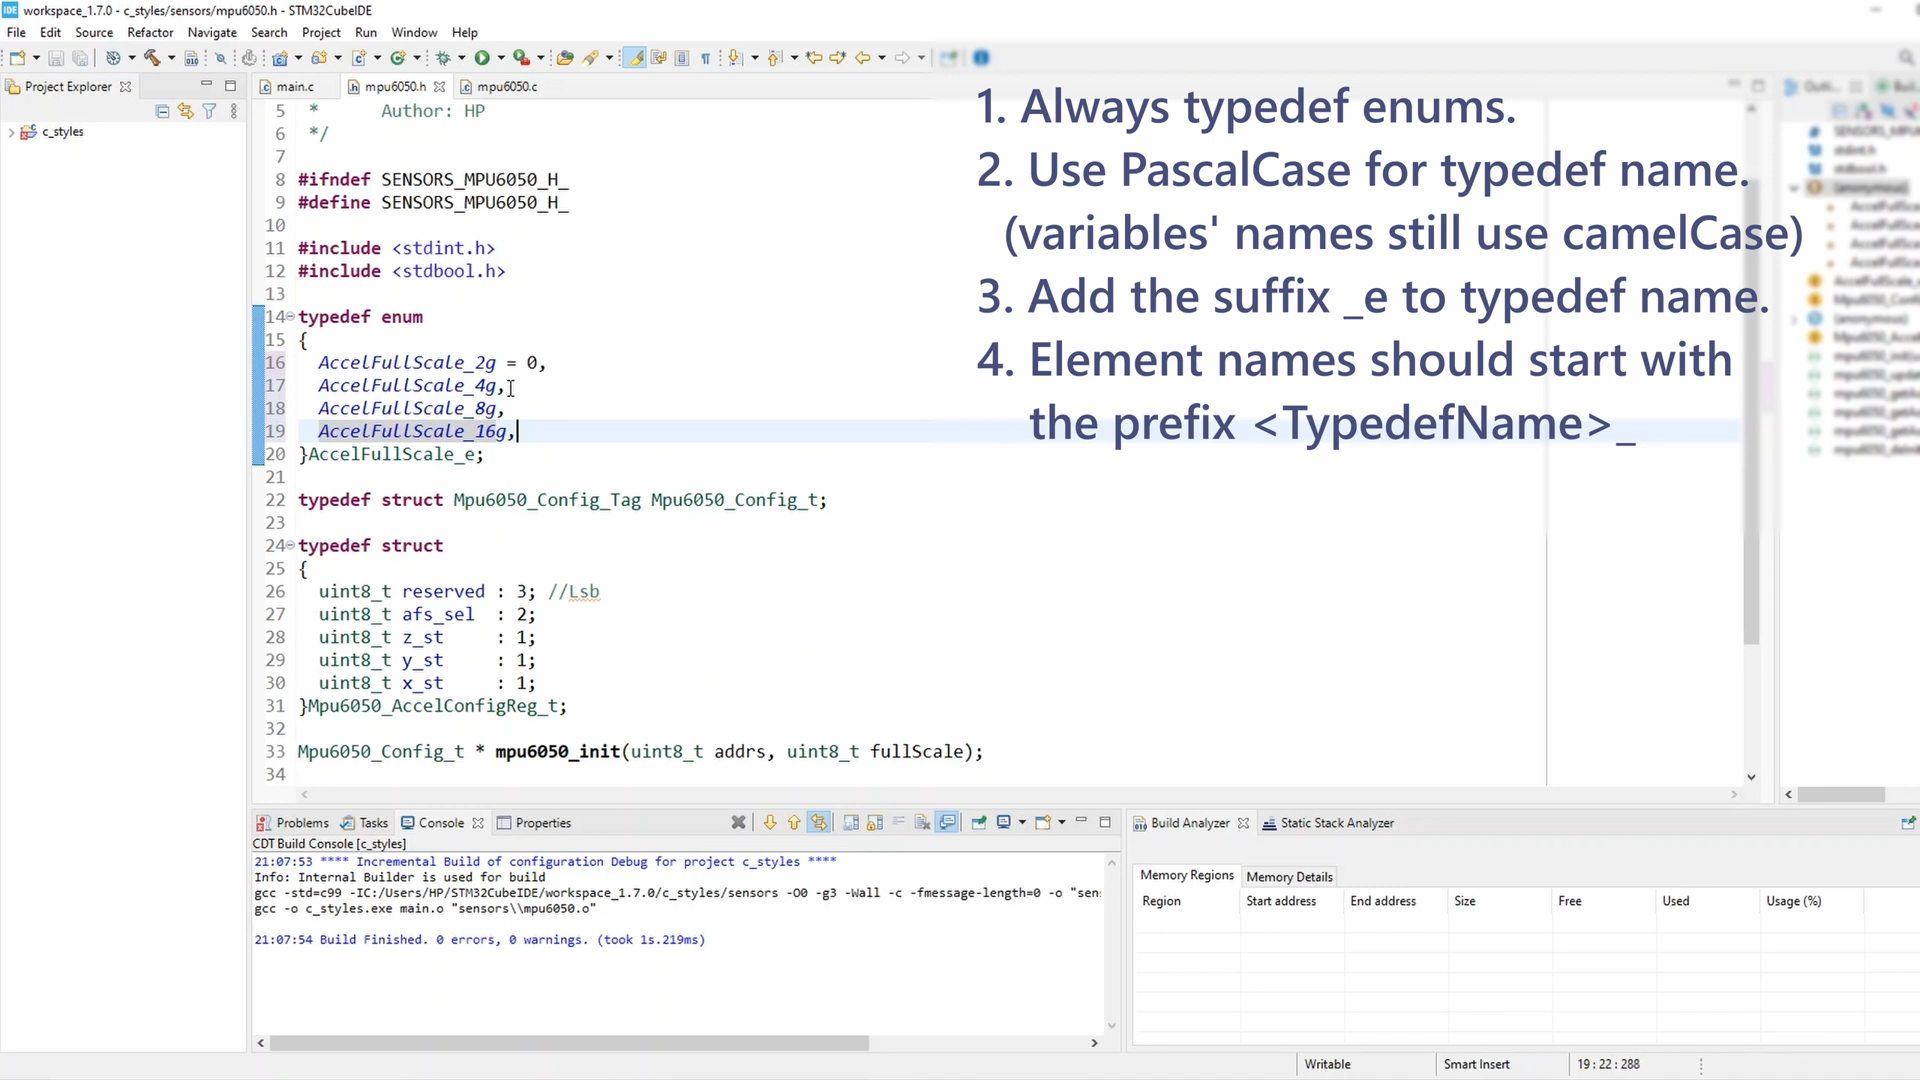 workspace_1.7.0 - c_styles/sensors/mpu6050.h - STM32CubeIDE
File Edit Source Refactor Navigate Search Project Run Window Help
Project Explorer
c_styles
main.c mpu6050.h mpu6050.c
5 * Author: HP
6 */
7
8 #ifndef SENSORS_MPU6050_H_
9 #define SENSORS_MPU6050_H_
10
11 #include <stdint.h>
12 #include <stdbool.h>
13
14 typedef enum
15 {
16 AccelFullScale_2g = 0,
17 AccelFullScale_4g,
18 AccelFullScale_8g,
19 AccelFullScale_16g,
20 }AccelFullScale_e;
21
22 typedef struct Mpu6050_Config_Tag Mpu6050_Config_t;
23
24 typedef struct
25 {
26 uint8_t reserved : 3; //Lsb
27 uint8_t afs_sel : 2;
28 uint8_t z_st : 1;
29 uint8_t y_st : 1;
30 uint8_t x_st : 1;
31 }Mpu6050_AccelConfigReg_t;
32
33 Mpu6050_Config_t * mpu6050_init(uint8_t addrs, uint8_t fullScale);
34
1. Always typedef enums.
2. Use PascalCase for typedef name.
(variables' names still use camelCase)
3. Add the suffix _e to typedef name.
4. Element names should start with
the prefix <TypedefName>_
Problems Tasks Console Properties
CDT Build Console [c_styles]
21:07:53 **** Incremental Build of configuration Debug for project c_styles ****
Info: Internal Builder is used for build
gcc -std=c99 -IC:/Users/HP/STM32CubeIDE/workspace_1.7.0/c_styles/sensors -O0 -g3 -Wall -c -fmessage-length=0 -o "sens
gcc -o c_styles.exe main.o "sensors\\mpu6050.o"
21:07:54 Build Finished. 0 errors, 0 warnings. (took 1s.219ms)
Build Analyzer Static Stack Analyzer
Memory Regions Memory Details
Region Start address End address Size Free Used Usage (%)
Writable Smart Insert 19 : 22 : 288